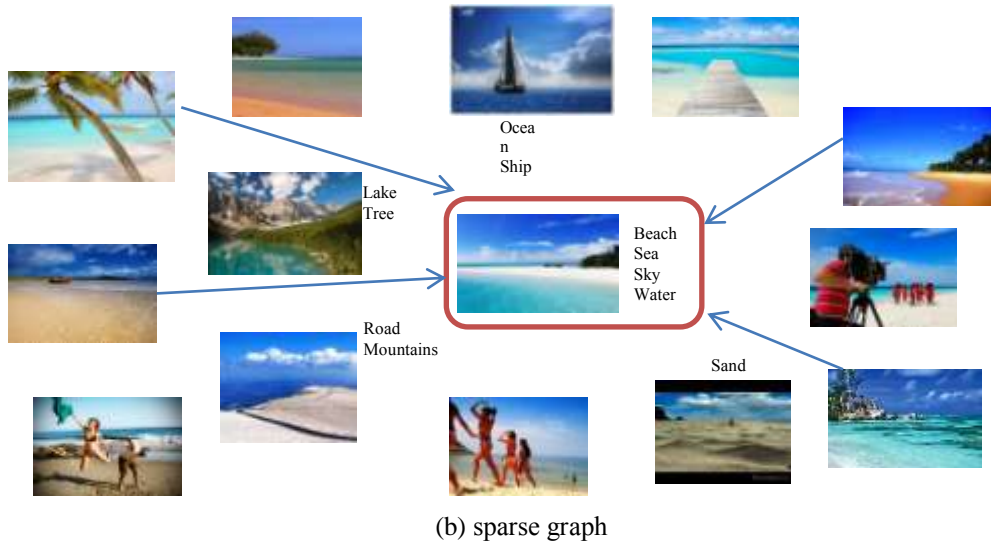 Ocea
n
Ship
Lake
Tree
Beach
Sea
Sky
Water
Road
Mountains
Sand
(b) sparse graph